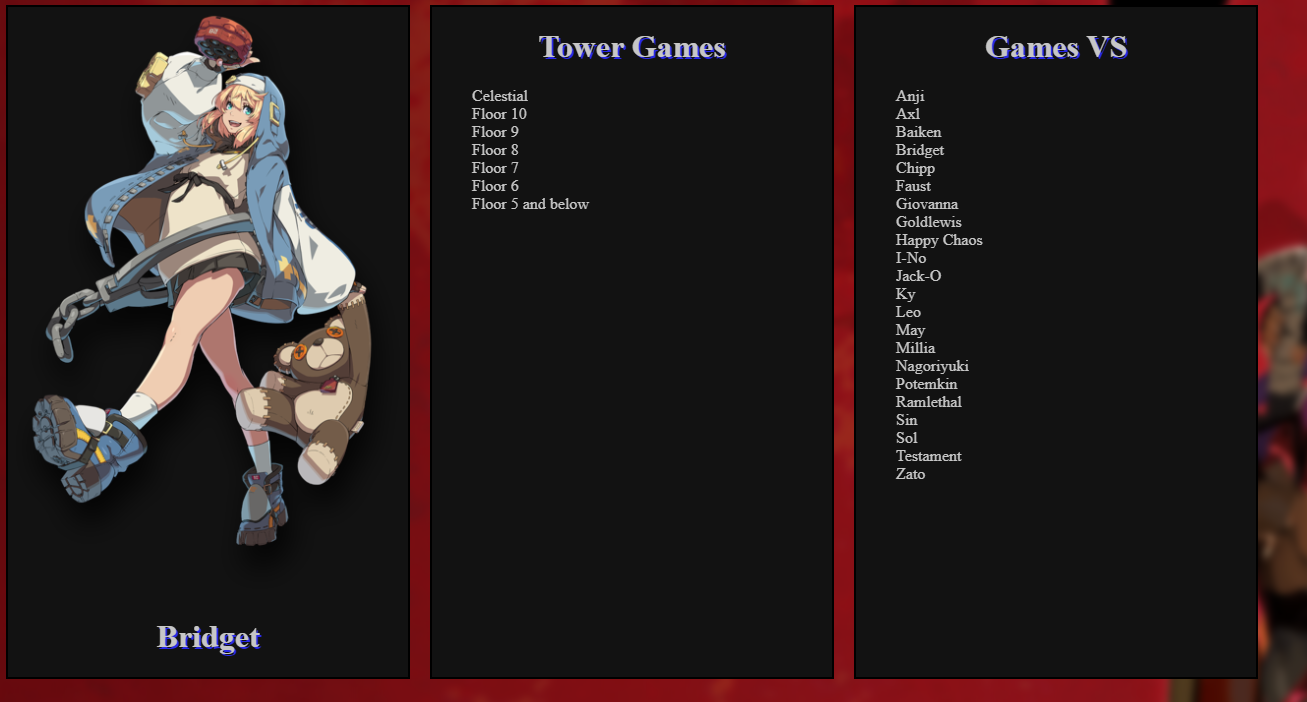 Bridget
Tower Games
Celestial
Floor 10
Floor 9
Floor 8
Floor 7
Floor 6
Floor 5 and below
Games VS
Anji
Axl
Baiken
Bridget
Chipp
Faust
Giovanna
Goldlewis
Happy Chaos
I-No
Jack-O
Ky
Leo
May
Millia
Nagoriyuki
Potemkin
Ramlethal
Sin
Sol
Testament
Zato